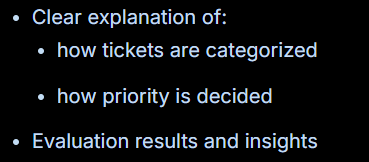 • Clear explanation of:
• how tickets are categorized
• how priority is decided
• Evaluation results and insights